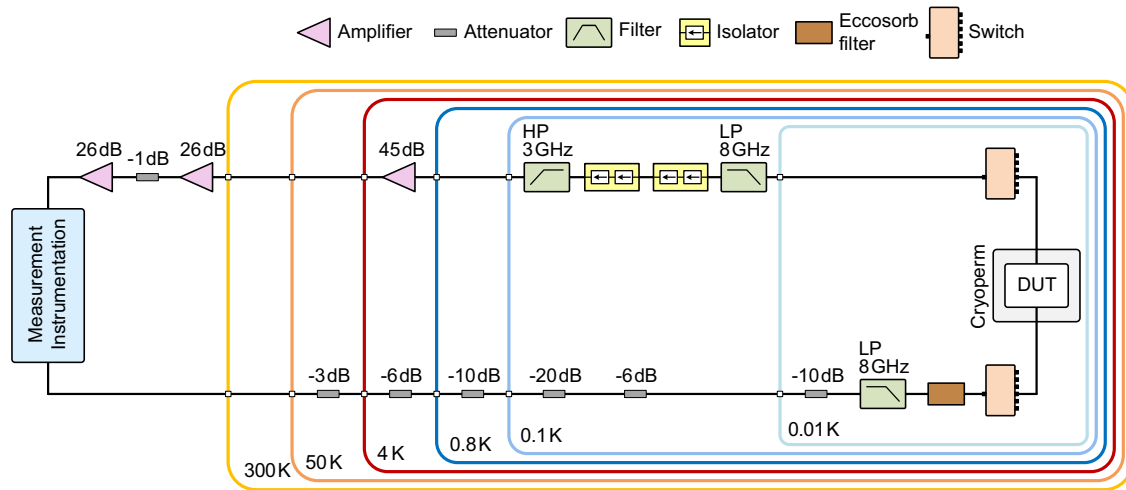 Amplifier
Attenuator
Filter
Isolator
Eccosorb
filter
Switch
26dB
-1dB
26dB
45dB
HP
3GHz
LP
8GHz
Measurement
Instrumentation
Cryoperm
DUT
-3dB
-6dB
-10dB
-20dB
-6dB
-10dB
LP
8GHz
300K
50K
4K
0.8K
0.1K
0.01K